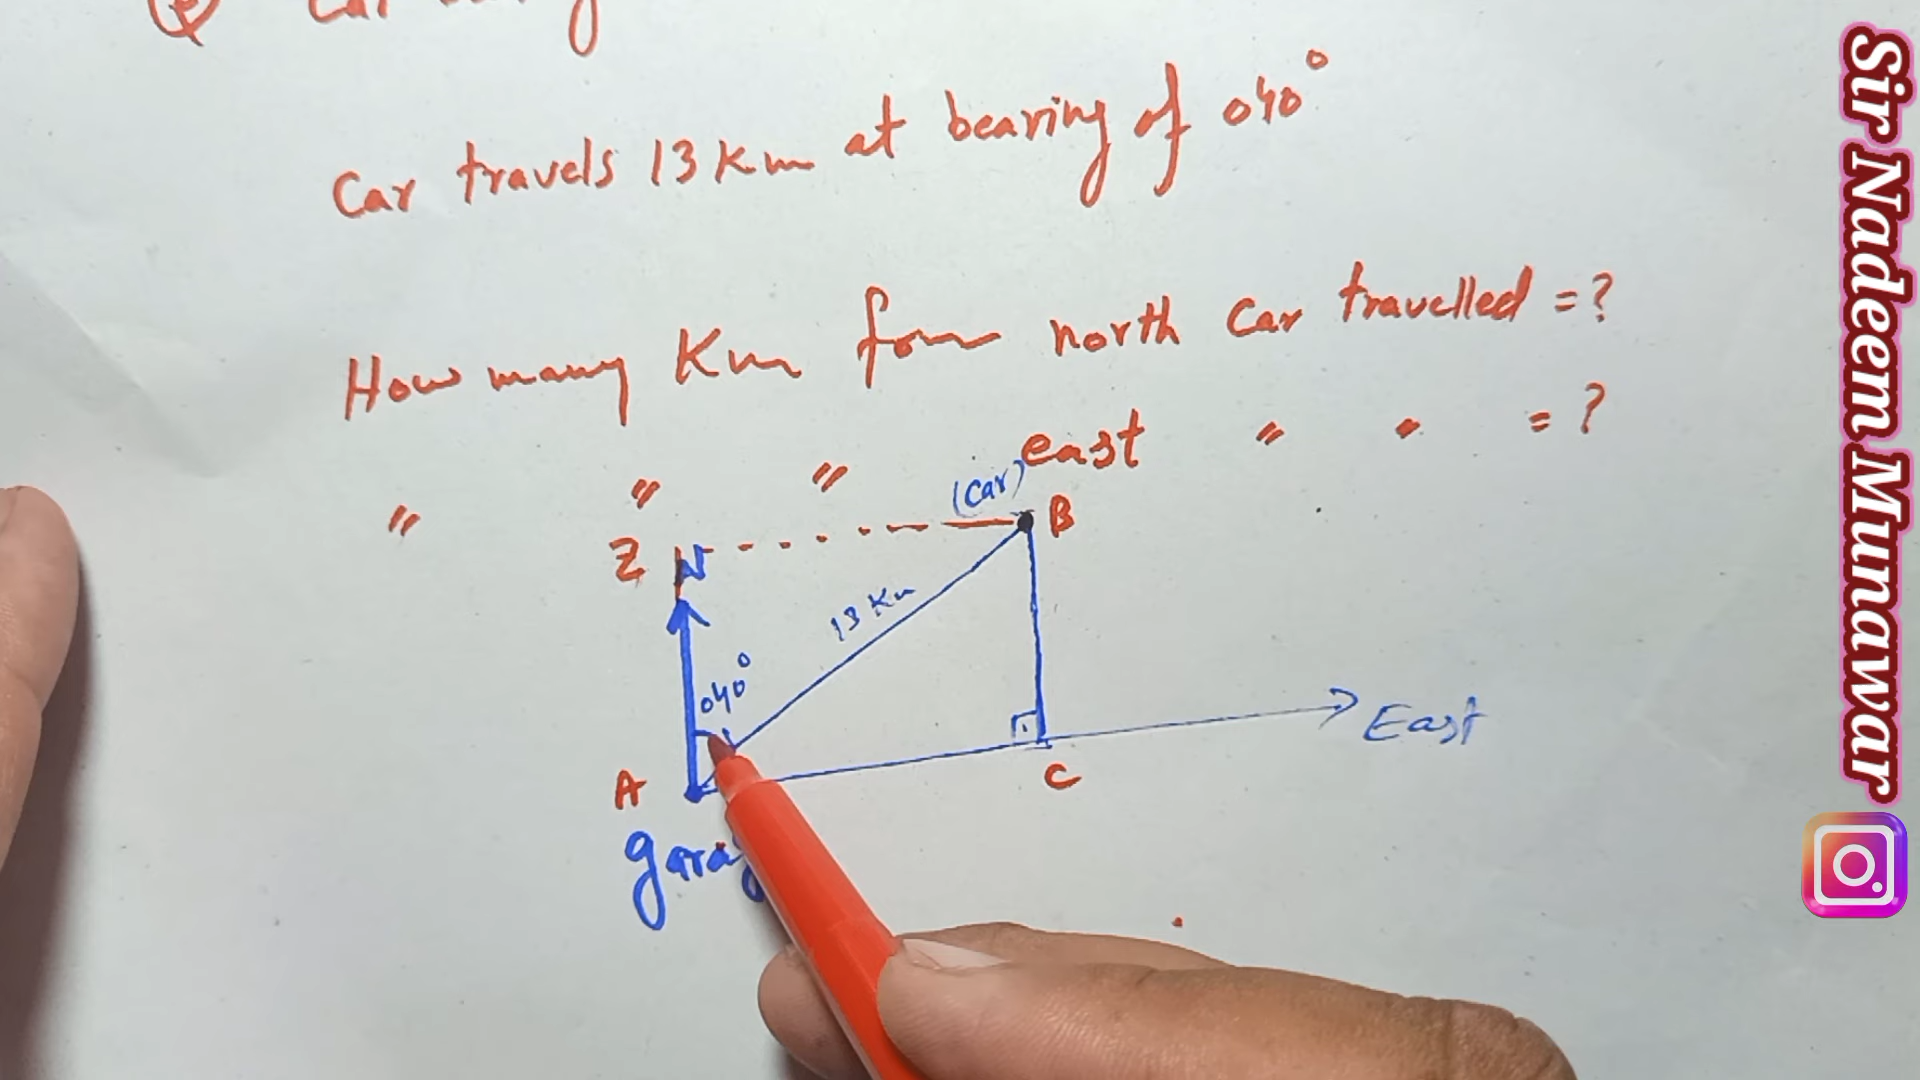 Car
Car travels 13 Km at bearing of 040°
How many Km from north Car travelled = ?
" " " east " " = ?
(Car)
Z N B
13 Km
040°
East
A C
Sir Nadeem Munawar